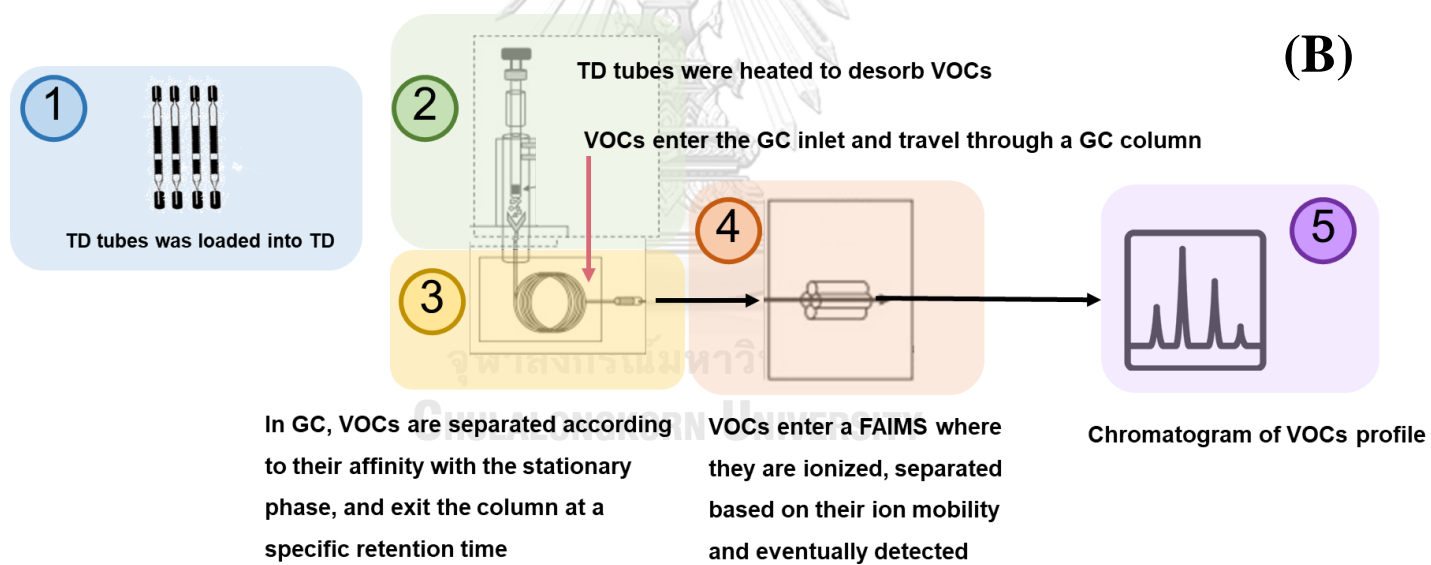 (B)
1
TD tubes was loaded into TD
2
TD tubes were heated to desorb VOCs
VOCs enter the GC inlet and travel through a GC column
3
4
5
In GC, VOCs are separated according
to their affinity with the stationary
phase, and exit the column at a
specific retention time
VOCs enter a FAIMS where
they are ionized, separated
based on their ion mobility
and eventually detected
Chromatogram of VOCs profile
CHULALONGKORN UNIVERSITY